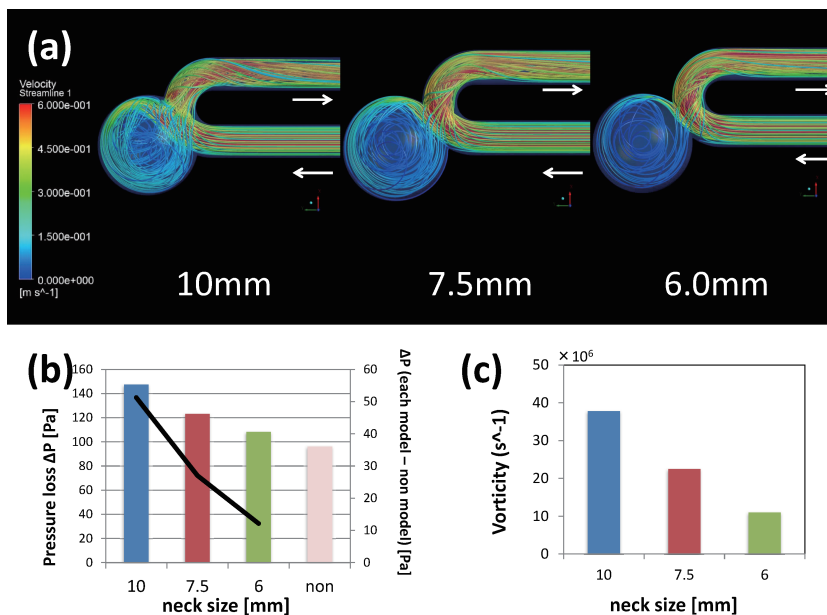 (a)
Velocity
Streamline 1
6.000e-001
4.500e-001
3.000e-001
1.500e-001
0.000e+000
[m s^-1]
10mm
7.5mm
6.0mm
(b)
Pressure loss ΔP [Pa]
160
140
120
100
80
60
40
20
0
10
7.5
6
non
neck size [mm]
60
50
40
30
20
10
0
ΔP (each model – non model) [Pa]
(c)
× 10⁶
Vorticity (s^-1)
50
40
30
20
10
0
10
7.5
6
neck size [mm]